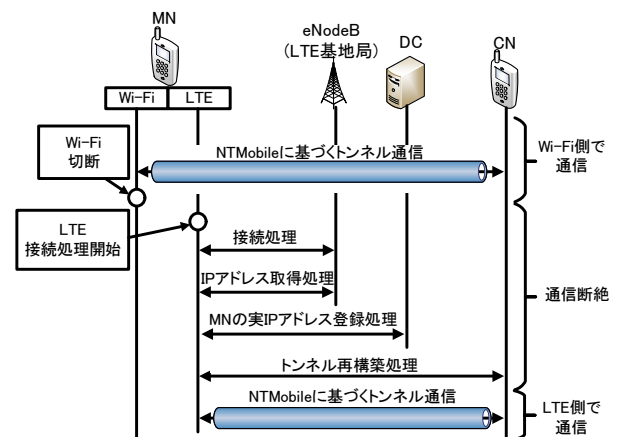 MN
eNodeB
(LTE基地局)
DC
CN
Wi-Fi
LTE
Wi-Fi
切断
NTMobileに基づくトンネル通信
Wi-Fi側で
通信
LTE
接続処理開始
接続処理
IPアドレス取得処理
通信断絶
MNの実IPアドレス登録処理
トンネル再構築処理
NTMobileに基づくトンネル通信
LTE側で
通信